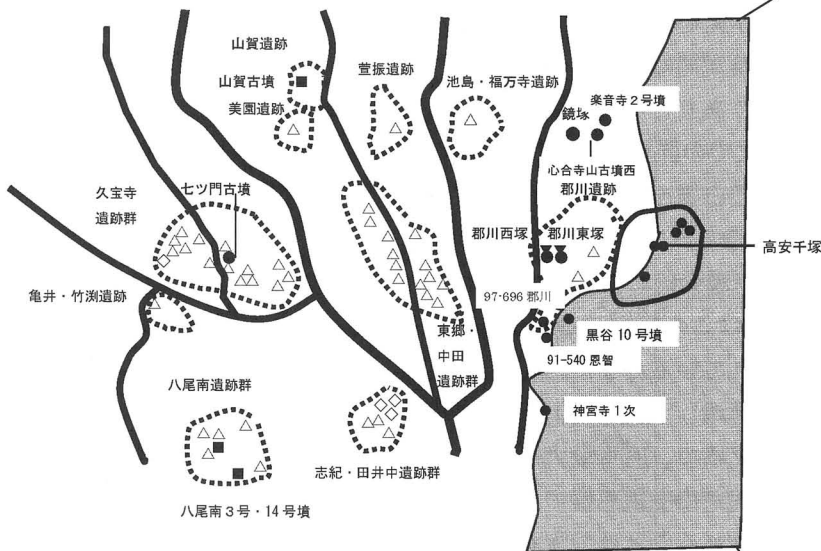 山賀遺跡
山賀古墳
美園遺跡
萱振遺跡
池島・福万寺遺跡
楽音寺２号墳
鏡塚
心合寺山古墳西
郡川遺跡
久宝寺
遺跡群
七ツ門古墳
郡川西塚
郡川東塚
高安千塚
97-696 郡川
亀井・竹渕遺跡
黒谷 10 号墳
91-540 恩智
東郷・
中田
遺跡群
八尾南遺跡群
神宮寺１次
志紀・田井中遺跡群
八尾南３号・14号墳